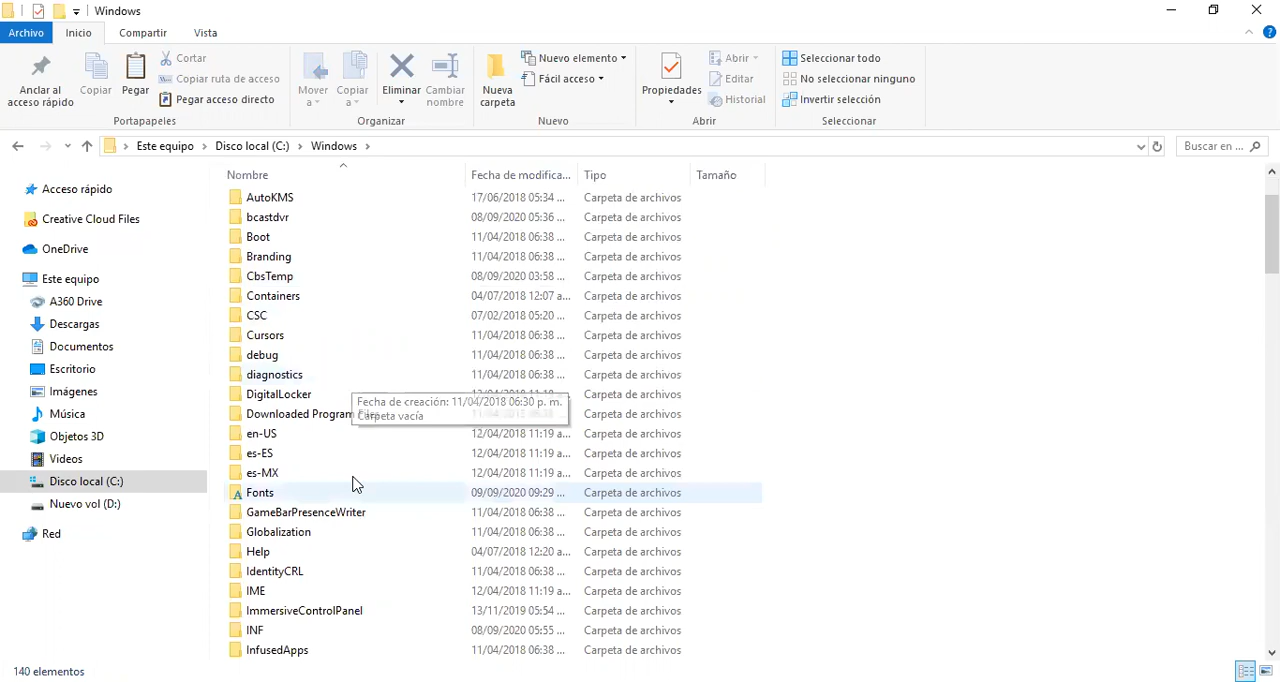 Windows
Archivo Inicio Compartir Vista
Anclar al acceso rápido
Copiar
Pegar
Cortar
Copiar ruta de acceso
Pegar acceso directo
Portapapeles
Mover a
Copiar a
Eliminar
Cambiar nombre
Organizar
Nueva carpeta
Nuevo elemento
Fácil acceso
Nuevo
Propiedades
Abrir
Editar
Historial
Abrir
Seleccionar todo
No seleccionar ninguno
Invertir selección
Seleccionar
Este equipo > Disco local (C:) > Windows >
Buscar en ...
Acceso rápido
Creative Cloud Files
OneDrive
Este equipo
A360 Drive
Descargas
Documentos
Escritorio
Imágenes
Música
Objetos 3D
Videos
Disco local (C:)
Nuevo vol (D:)
Red
Nombre Fecha de modifica... Tipo Tamaño
AutoKMS 17/06/2018 05:34 ... Carpeta de archivos
bcastdvr 08/09/2020 05:36 ... Carpeta de archivos
Boot 11/04/2018 06:38 ... Carpeta de archivos
Branding 11/04/2018 06:38 ... Carpeta de archivos
CbsTemp 08/09/2020 03:58 ... Carpeta de archivos
Containers 04/07/2018 12:07 a... Carpeta de archivos
CSC 07/02/2018 05:20 ... Carpeta de archivos
Cursors 11/04/2018 06:38 ... Carpeta de archivos
debug 11/04/2018 06:38 ... Carpeta de archivos
diagnostics 11/04/2018 06:38 ... Carpeta de archivos
DigitalLocker Carpeta de archivos
Fecha de creación: 11/04/2018 06:30 p. m.
Carpeta vacía
Downloaded Program Carpeta de archivos
en-US 12/04/2018 11:19 a... Carpeta de archivos
es-ES 12/04/2018 11:19 a... Carpeta de archivos
es-MX 12/04/2018 11:19 a... Carpeta de archivos
Fonts 09/09/2020 09:29 ... Carpeta de archivos
GameBarPresenceWriter 11/04/2018 06:38 ... Carpeta de archivos
Globalization 11/04/2018 06:38 ... Carpeta de archivos
Help 04/07/2018 12:20 a... Carpeta de archivos
IdentityCRL 11/04/2018 06:38 ... Carpeta de archivos
IME 12/04/2018 11:19 a... Carpeta de archivos
ImmersiveControlPanel 13/11/2019 05:54 ... Carpeta de archivos
INF 08/09/2020 05:55 ... Carpeta de archivos
InfusedApps 11/04/2018 06:38 ... Carpeta de archivos
140 elementos